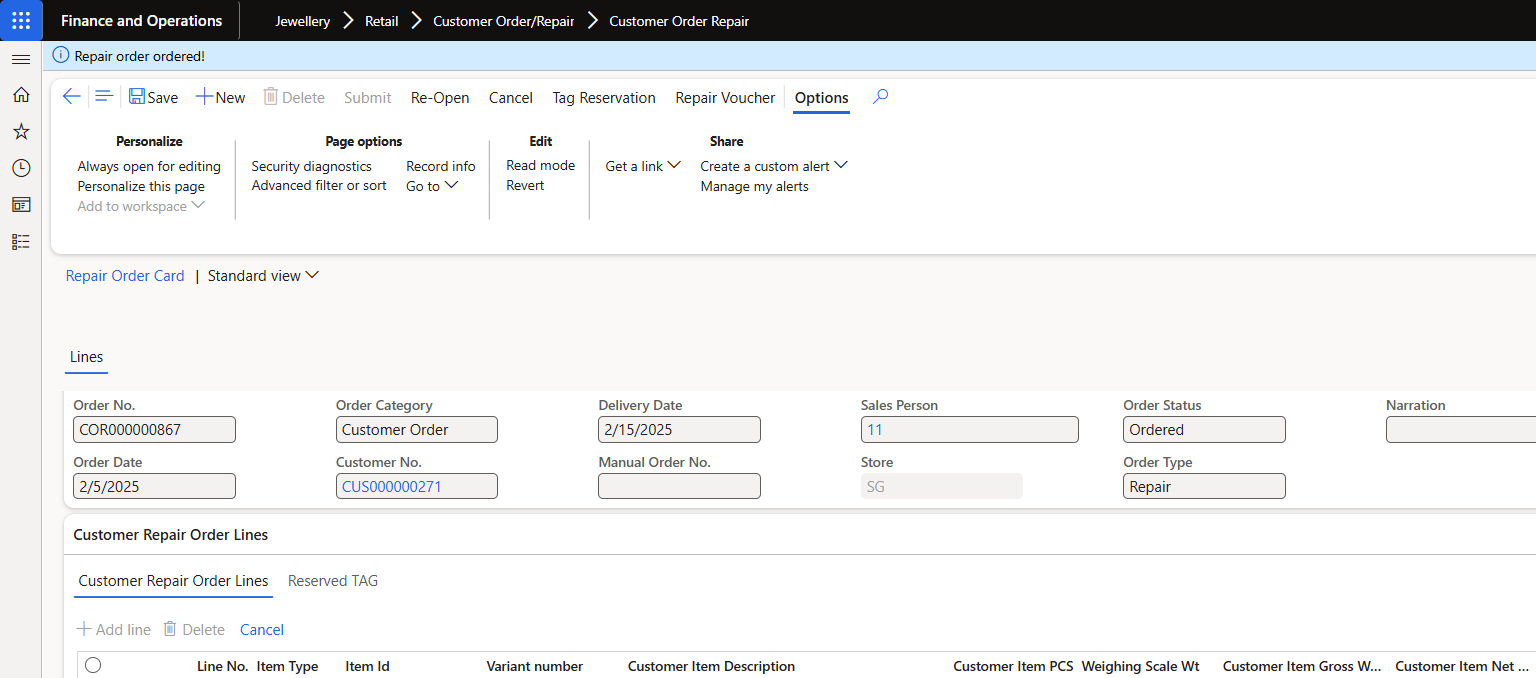 Finance and Operations Jewellery Retail Customer Order/Repair Customer Order Repair
Repair order ordered!
Save New Delete Submit Re-Open Cancel Tag Reservation Repair Voucher Options
Personalize Page options Edit Share
Always open for editing Security diagnostics Record info Read mode Get a link Create a custom alert
Personalize this page Advanced filter or sort Go to Revert Manage my alerts
Add to workspace
Repair Order Card | Standard view
Lines
Order No. Order Category Delivery Date Sales Person Order Status Narration
COR000000867 Customer Order 2/15/2025 11 Ordered
Order Date Customer No. Manual Order No. Store Order Type
2/5/2025 CUS000000271 SG Repair
Customer Repair Order Lines
Customer Repair Order Lines Reserved TAG
Add line Delete Cancel
Line No. Item Type Item Id Variant number Customer Item Description Customer Item PCS Weighing Scale Wt Customer Item Gross W... Customer Item Net ...